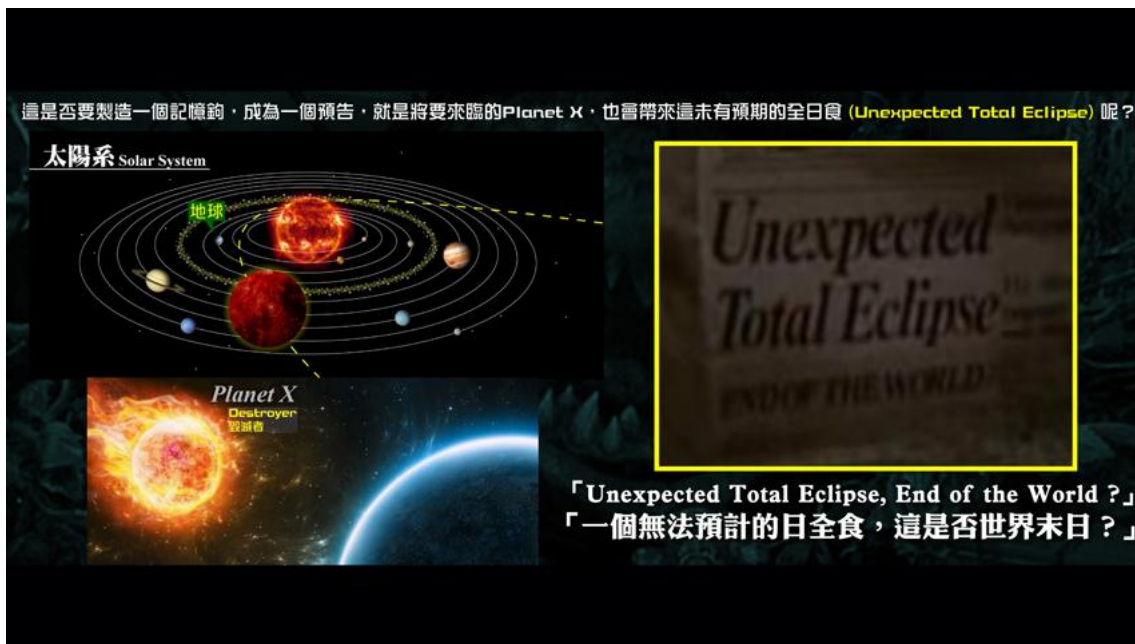 這是否要製造一個記憶鉤，成為一個預告，就是將要來臨的Planet X，也會帶來這未有預期的全日食 (Unexpected Total Eclipse) 呢？
太陽系 Solar System
地球
Planet X
Destroyer
毀滅者
Unexpected
Total Eclipse
END OF THE WORLD
「Unexpected Total Eclipse, End of the World ?」
「一個無法預計的日全食，這是否世界末日？」